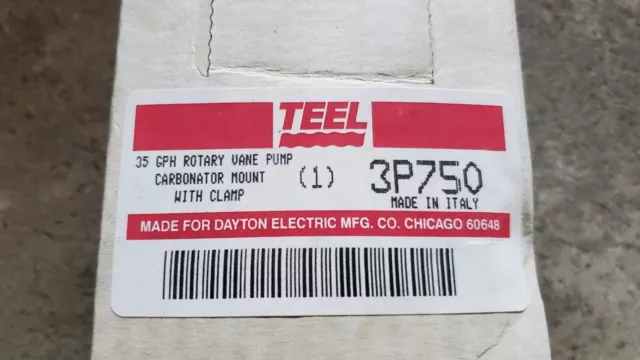 TEEL
35 GPH ROTARY VANE PUMP
CARBONATOR MOUNT
WITH CLAMP
(1)
3P750
MADE IN ITALY
MADE FOR DAYTON ELECTRIC MFG. CO. CHICAGO 60648